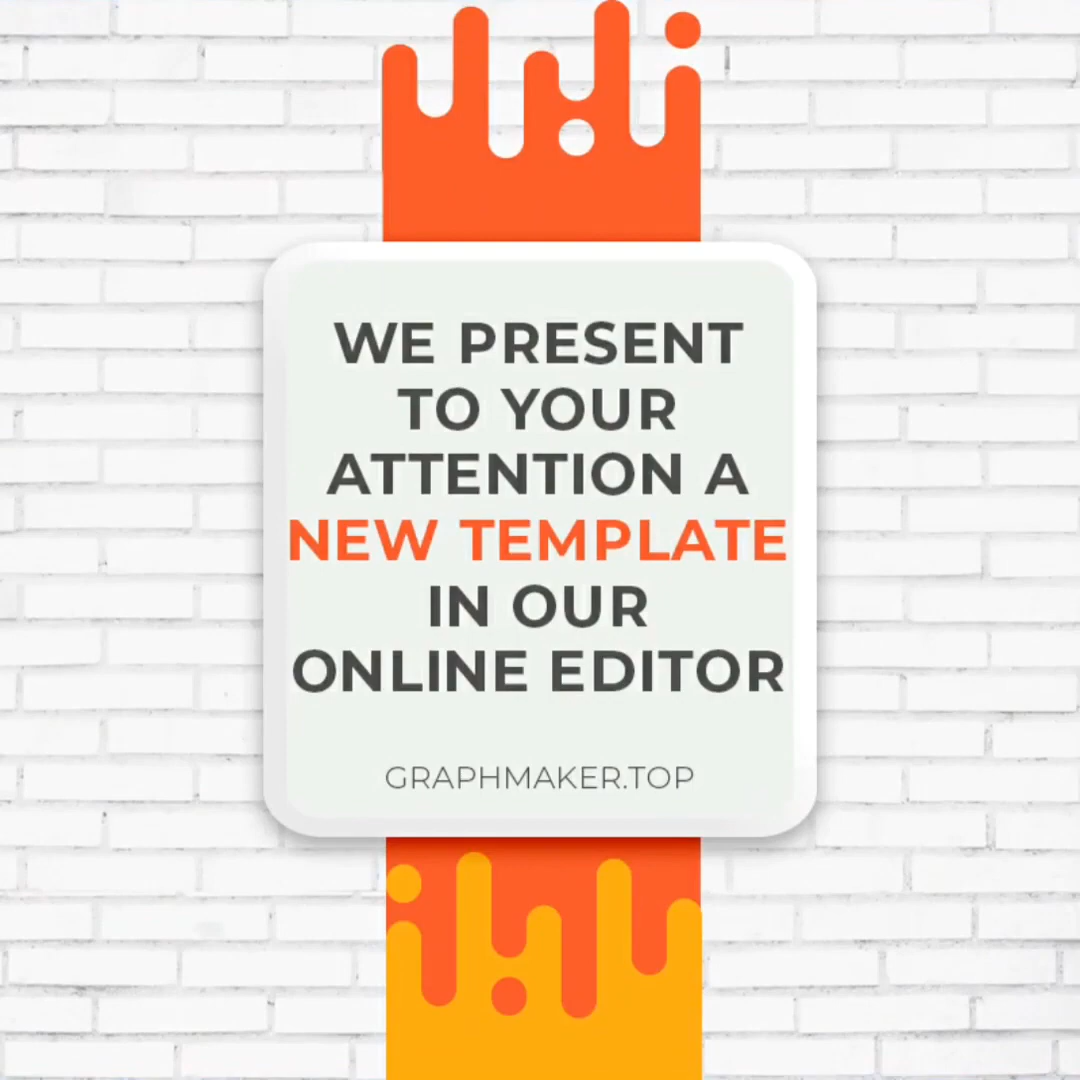 WE PRESENT
TO YOUR
ATTENTION A
NEW TEMPLATE
IN OUR
ONLINE EDITOR
GRAPHMAKER.TOP